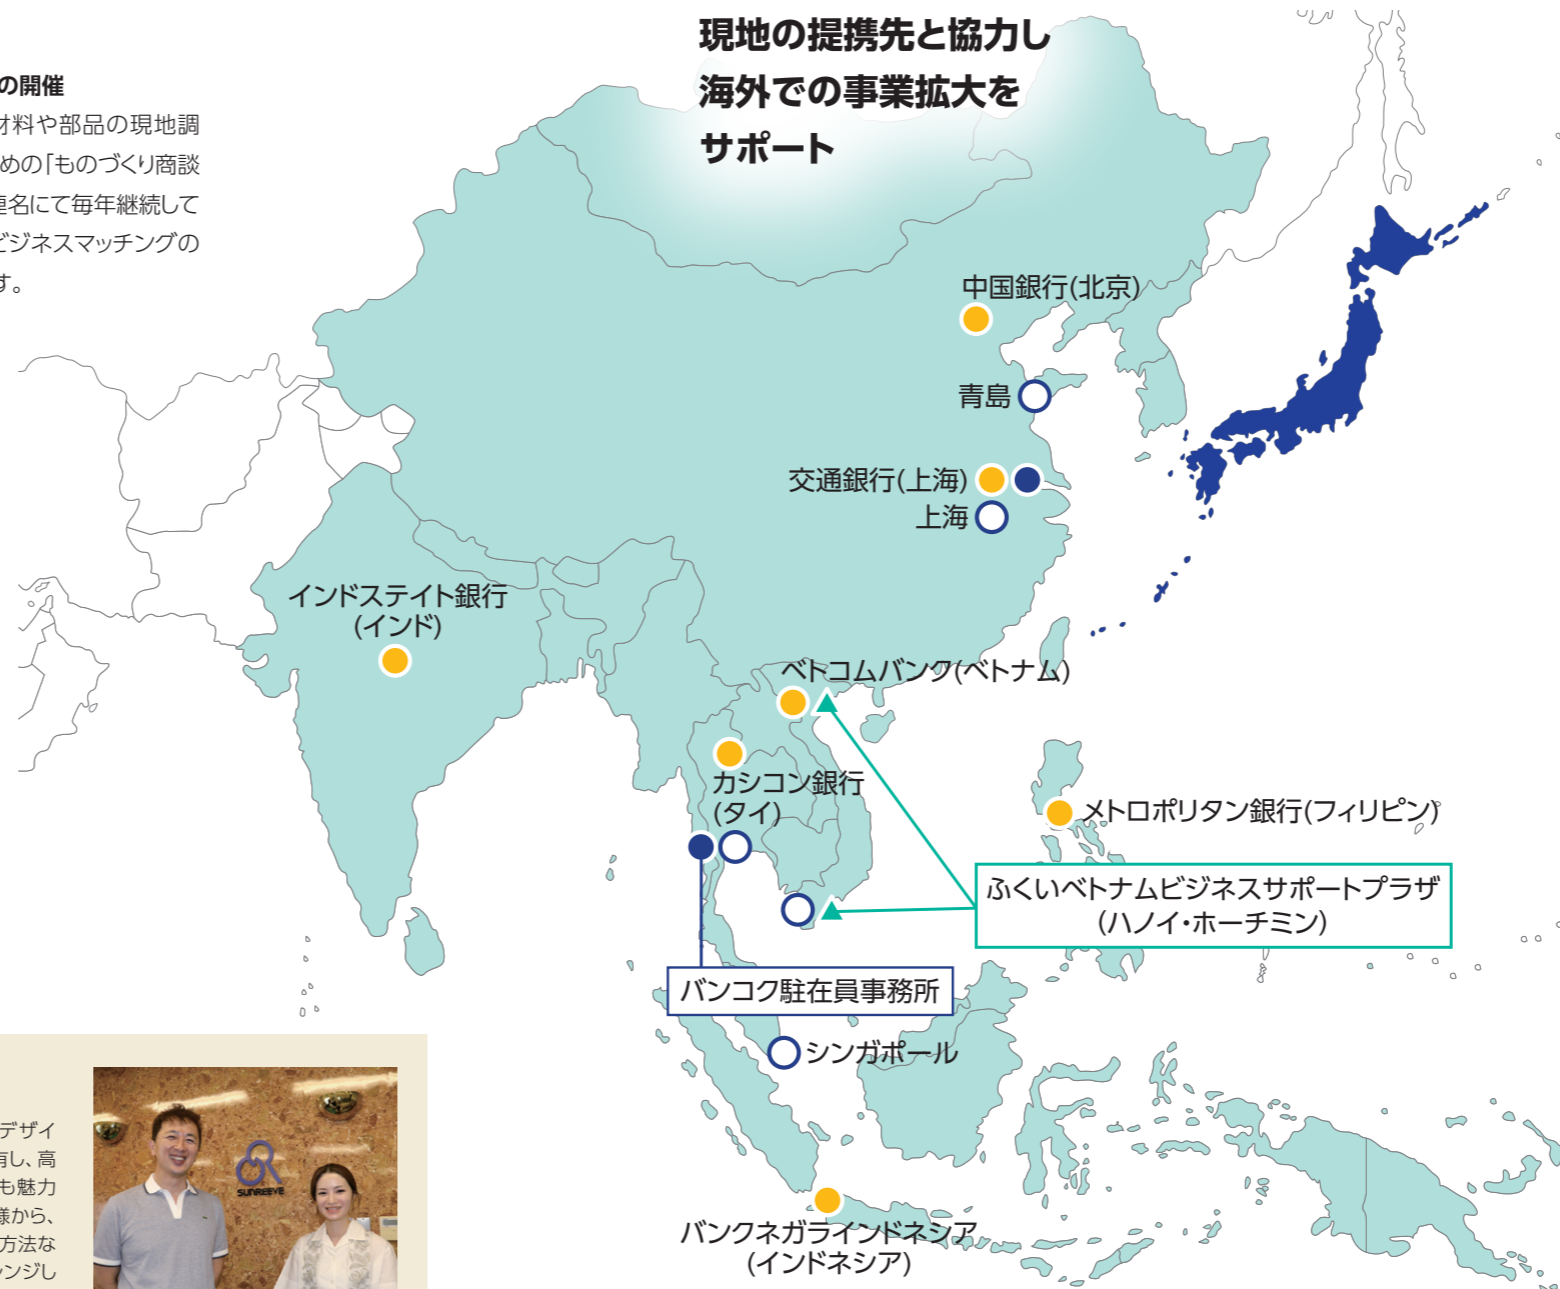 現地の提携先と協力し
海外での事業拡大を
サポート
の開催
材料や部品の現地調
めの「ものづくり商談
連名にて毎年継続して
ビジネスマッチングの
す。
中国銀行(北京)
青島
交通銀行(上海)
上海
インドステイト銀行
(インド)
ベトコムバンク(ベトナム)
カシコン銀行
(タイ)
メトロポリタン銀行(フィリピン)
ふくいベトナムビジネスサポートプラザ
(ハノイ・ホーチミン)
バンコク駐在員事務所
シンガポール
バンクネガラインドネシア
(インドネシア)
デザイ
有し、高
も魅力
様から、
方法な
レンジし
SUNREEVE